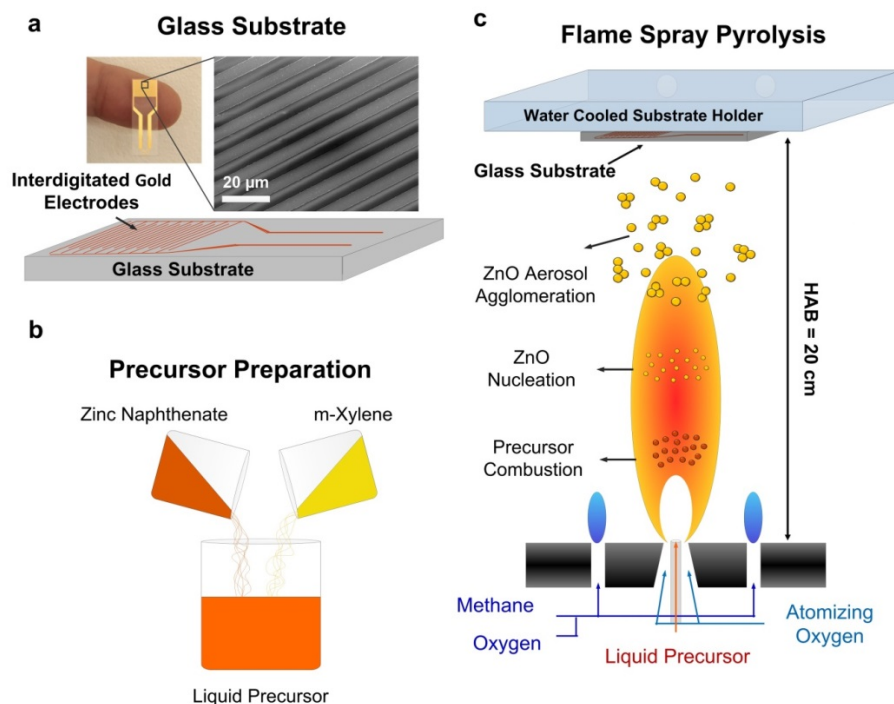 a
Glass Substrate
20 µm
Interdigitated Gold
Electrodes
Glass Substrate
b
Precursor Preparation
Zinc Naphthenate
m-Xylene
Liquid Precursor
c
Flame Spray Pyrolysis
Water Cooled Substrate Holder
Glass Substrate
ZnO Aerosol
Agglomeration
ZnO
Nucleation
Precursor
Combustion
HAB = 20 cm
Methane
Oxygen
Atomizing
Oxygen
Liquid Precursor